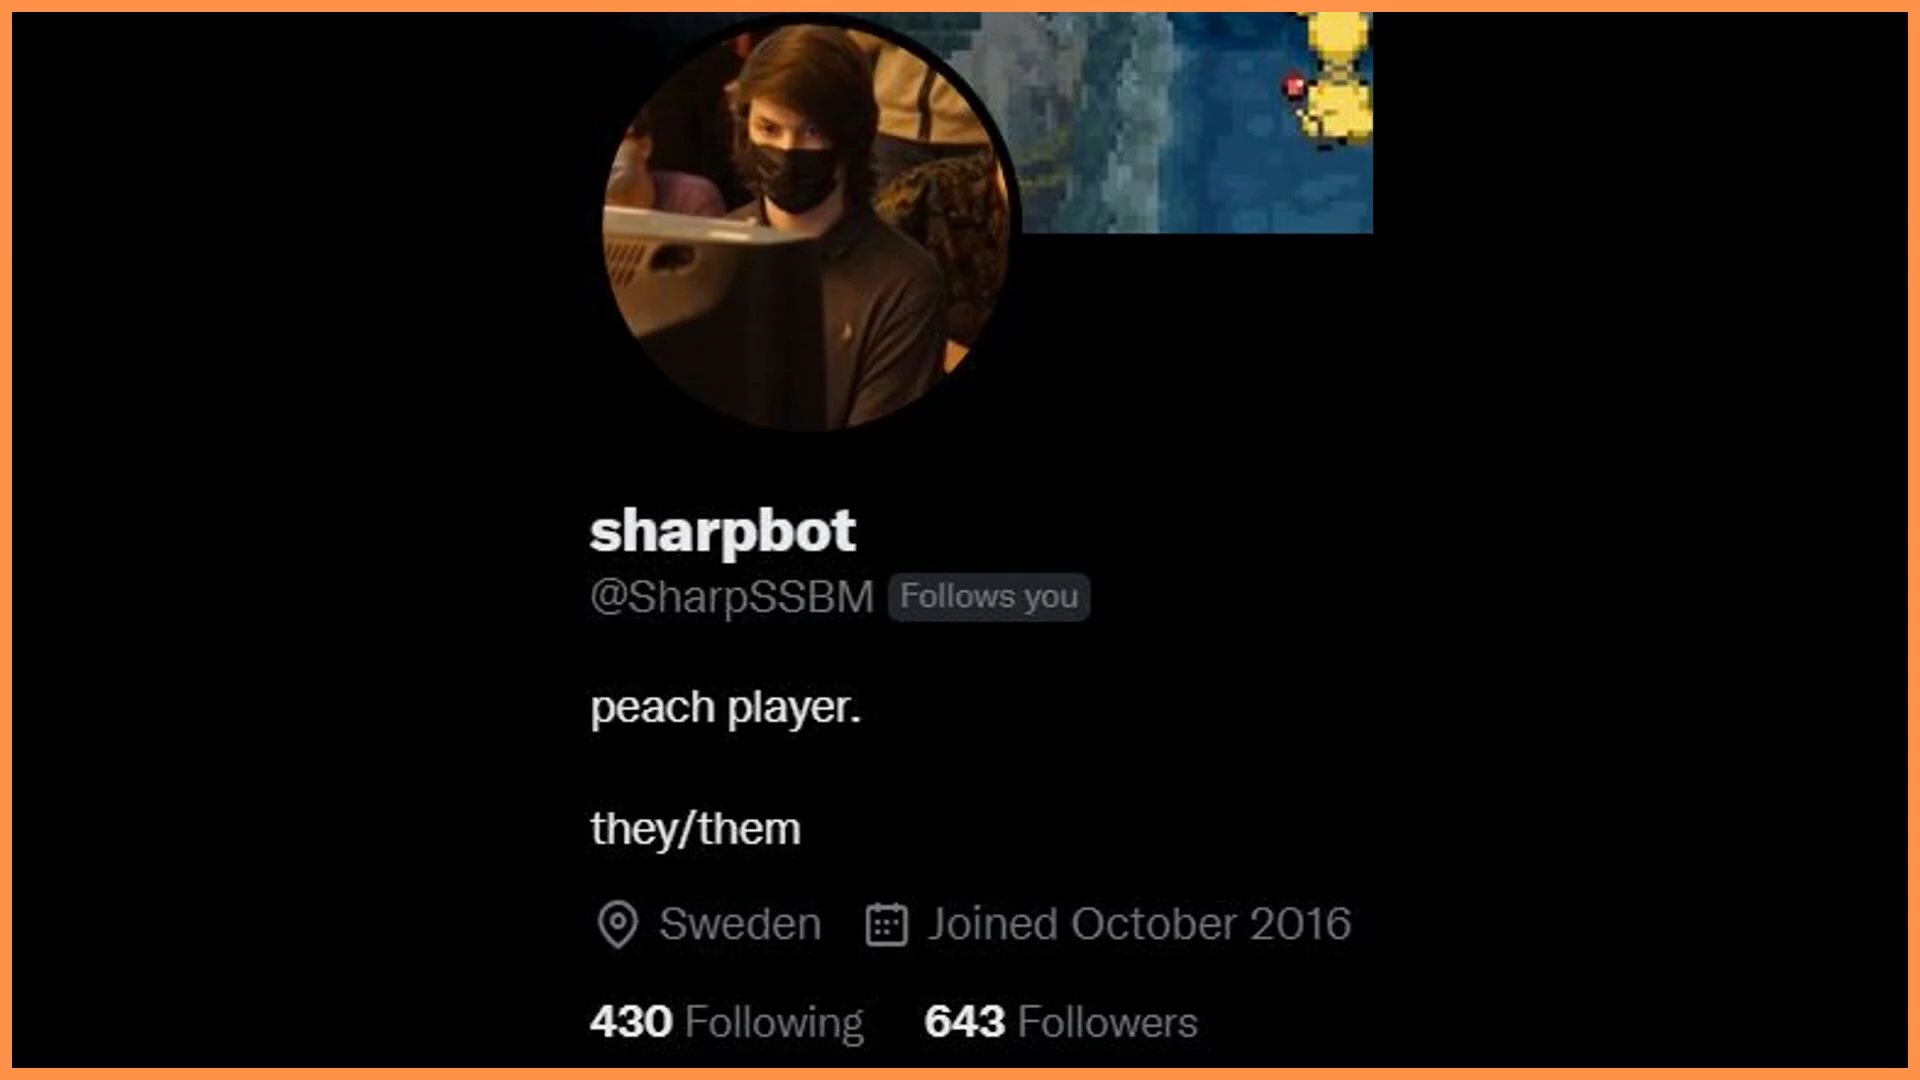 sharpbot
@SharpSSBM Follows you
peach player.
they/them
Sweden Joined October 2016
430 Following 643 Followers